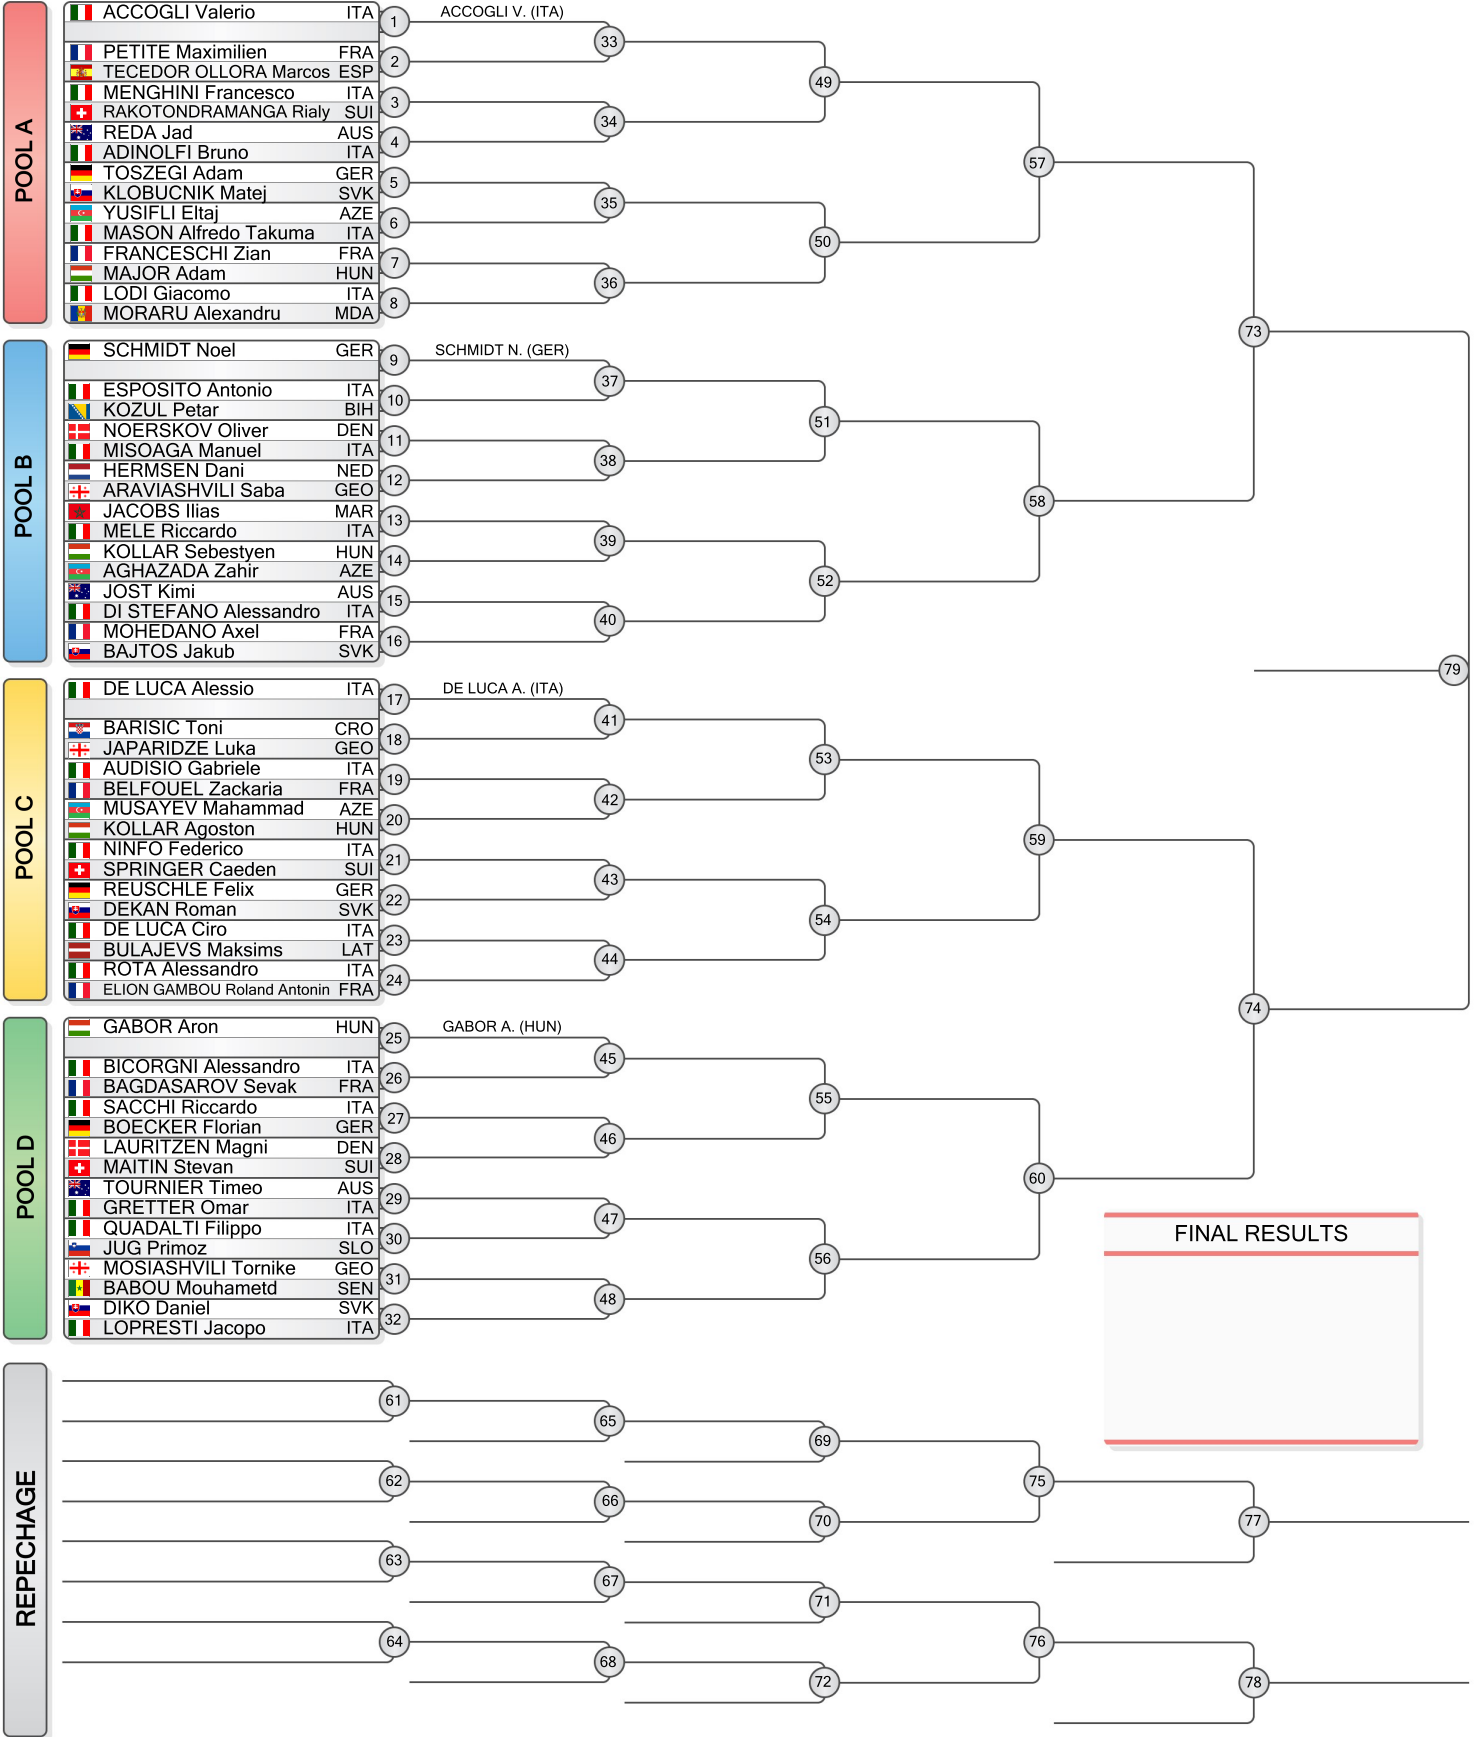 POOL A
ACCOGLI Valerio ITA
1
ACCOGLI V. (ITA)
PETITE Maximilien FRA
2
TECEDOR OLLORA Marcos ESP
33
MENGHINI Francesco ITA
3
RAKOTONDRAMANGA Rialy SUI
REDA Jad AUS
4
ADINOLFI Bruno ITA
34
49
TOSZEGI Adam GER
5
KLOBUCNIK Matej SVK
YUSIFLI Eltaj AZE
6
MASON Alfredo Takuma ITA
35
FRANCESCHI Zian FRA
7
MAJOR Adam HUN
LODI Giacomo ITA
8
MORARU Alexandru MDA
36
50
57
POOL B
SCHMIDT Noel GER
9
SCHMIDT N. (GER)
ESPOSITO Antonio ITA
10
KOZUL Petar BIH
37
NOERSKOV Oliver DEN
11
MISOAGA Manuel ITA
HERMSEN Dani NED
12
ARAVIASHVILI Saba GEO
38
51
JACOBS Ilias MAR
13
MELE Riccardo ITA
KOLLAR Sebestyen HUN
14
AGHAZADA Zahir AZE
39
JOST Kimi AUS
15
DI STEFANO Alessandro ITA
MOHEDANO Axel FRA
16
BAJTOS Jakub SVK
40
52
58
73
POOL C
DE LUCA Alessio ITA
17
DE LUCA A. (ITA)
BARISIC Toni CRO
18
JAPARIDZE Luka GEO
41
AUDISIO Gabriele ITA
19
BELFOUEL Zackaria FRA
MUSAYEV Mahammad AZE
20
KOLLAR Agoston HUN
42
53
NINFO Federico ITA
21
SPRINGER Caeden SUI
REUSCHLE Felix GER
22
DEKAN Roman SVK
43
DE LUCA Ciro ITA
23
BULAJEVS Maksims LAT
ROTA Alessandro ITA
24
ELION GAMBOU Roland Antonin FRA
44
54
59
POOL D
GABOR Aron HUN
25
GABOR A. (HUN)
BICORGNI Alessandro ITA
26
BAGDASAROV Sevak FRA
45
SACCHI Riccardo ITA
27
BOECKER Florian GER
LAURITZEN Magni DEN
28
MAITIN Stevan SUI
46
55
TOURNIER Timeo AUS
29
GRETTER Omar ITA
QUADALTI Filippo ITA
30
JUG Primoz SLO
47
MOSIASHVILI Tornike GEO
31
BABOU Mouhametd SEN
DIKO Daniel SVK
32
LOPRESTI Jacopo ITA
48
56
60
74
79
FINAL RESULTS
REPECHAGE
61
65
69
62
66
70
75
77
63
67
71
64
68
72
76
78